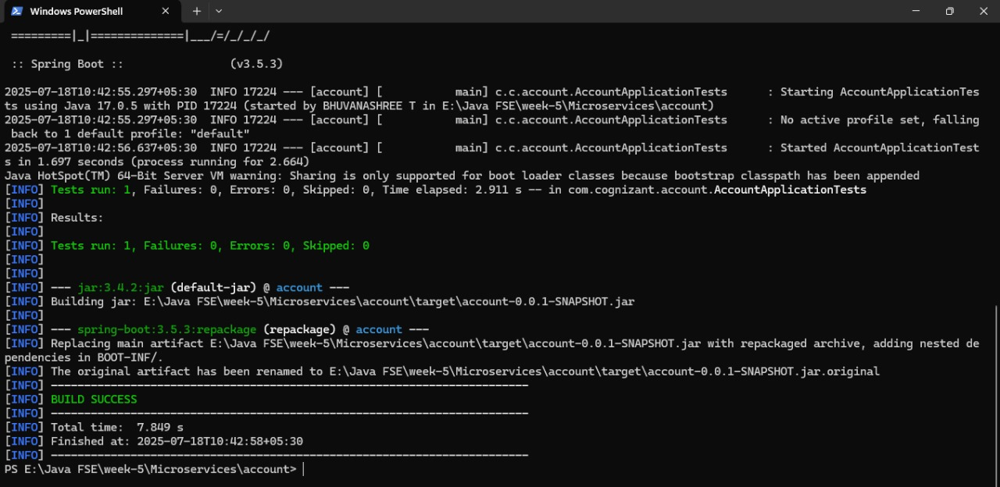 Windows PowerShell
 =========|_|==============|___/=/_/_/_/
 :: Spring Boot ::                (v3.5.3)
2025-07-18T10:42:55.297+05:30  INFO 17224 --- [account] [           main] c.c.account.AccountApplicationTests      : Starting AccountApplicationTes
ts using Java 17.0.5 with PID 17224 (started by BHUVANASHREE T in E:\Java FSE\week-5\Microservices\account)
2025-07-18T10:42:55.297+05:30  INFO 17224 --- [account] [           main] c.c.account.AccountApplicationTests      : No active profile set, falling
 back to 1 default profile: "default"
2025-07-18T10:42:56.637+05:30  INFO 17224 --- [account] [           main] c.c.account.AccountApplicationTests      : Started AccountApplicationTest
s in 1.697 seconds (process running for 2.664)
Java HotSpot(TM) 64-Bit Server VM warning: Sharing is only supported for boot loader classes because bootstrap classpath has been appended
[INFO] Tests run: 1, Failures: 0, Errors: 0, Skipped: 0, Time elapsed: 2.911 s -- in com.cognizant.account.AccountApplicationTests
[INFO]
[INFO] Results:
[INFO]
[INFO] Tests run: 1, Failures: 0, Errors: 0, Skipped: 0
[INFO]
[INFO]
[INFO] --- jar:3.4.2:jar (default-jar) @ account ---
[INFO] Building jar: E:\Java FSE\week-5\Microservices\account\target\account-0.0.1-SNAPSHOT.jar
[INFO]
[INFO] --- spring-boot:3.5.3:repackage (repackage) @ account ---
[INFO] Replacing main artifact E:\Java FSE\week-5\Microservices\account\target\account-0.0.1-SNAPSHOT.jar with repackaged archive, adding nested de
pendencies in BOOT-INF/.
[INFO] The original artifact has been renamed to E:\Java FSE\week-5\Microservices\account\target\account-0.0.1-SNAPSHOT.jar.original
[INFO] ------------------------------------------------------------------------
[INFO] BUILD SUCCESS
[INFO] ------------------------------------------------------------------------
[INFO] Total time:  7.849 s
[INFO] Finished at: 2025-07-18T10:42:58+05:30
[INFO] ------------------------------------------------------------------------
PS E:\Java FSE\week-5\Microservices\account>